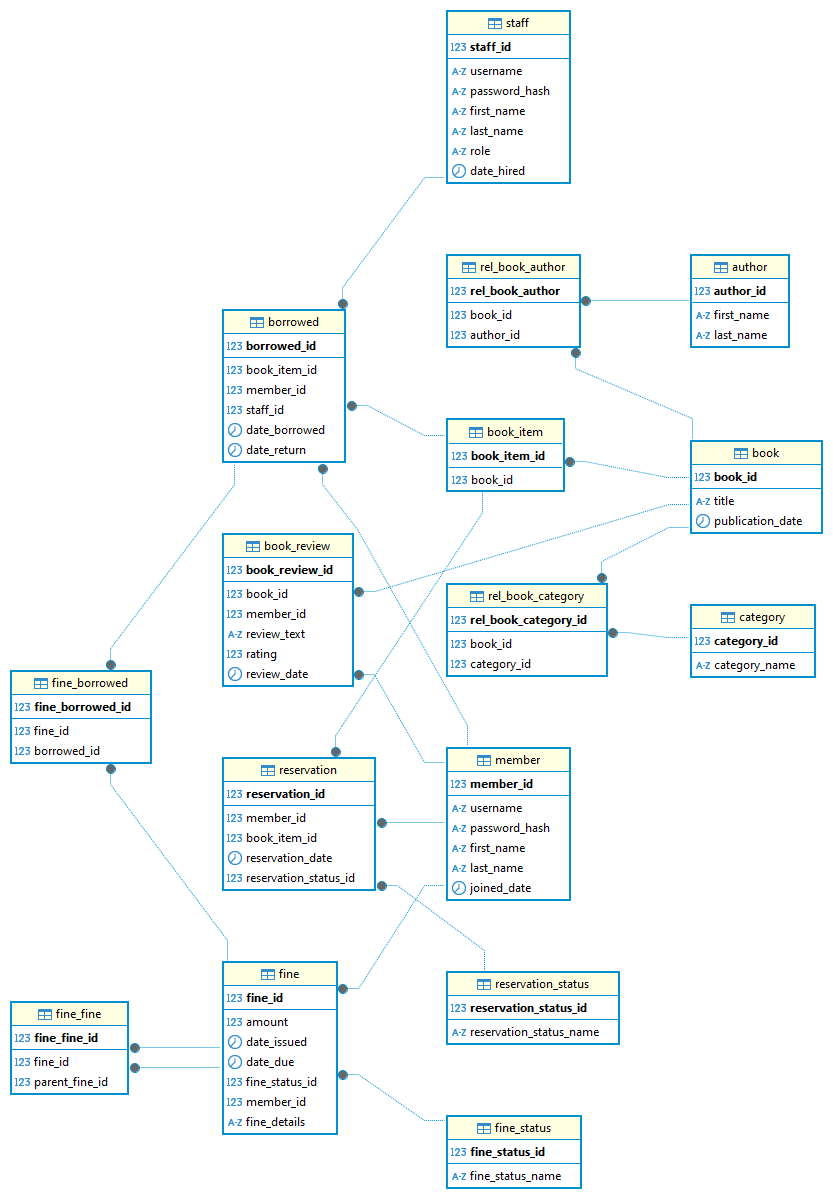 staff
123 staff_id
A-Z username
A-Z password_hash
A-Z first_name
A-Z last_name
A-Z role
date_hired
rel_book_author
123 rel_book_author
123 book_id
123 author_id
author
123 author_id
A-Z first_name
A-Z last_name
borrowed
123 borrowed_id
123 book_item_id
123 member_id
123 staff_id
date_borrowed
date_return
book_item
123 book_item_id
123 book_id
book
123 book_id
A-Z title
publication_date
book_review
123 book_review_id
123 book_id
123 member_id
A-Z review_text
123 rating
review_date
rel_book_category
123 rel_book_category_id
123 book_id
123 category_id
category
123 category_id
A-Z category_name
fine_borrowed
123 fine_borrowed_id
123 fine_id
123 borrowed_id
reservation
123 reservation_id
123 member_id
123 book_item_id
reservation_date
123 reservation_status_id
member
123 member_id
A-Z username
A-Z password_hash
A-Z first_name
A-Z last_name
joined_date
fine
123 fine_id
123 amount
date_issued
date_due
123 fine_status_id
123 member_id
A-Z fine_details
reservation_status
123 reservation_status_id
A-Z reservation_status_name
fine_fine
123 fine_fine_id
123 fine_id
123 parent_fine_id
fine_status
123 fine_status_id
A-Z fine_status_name